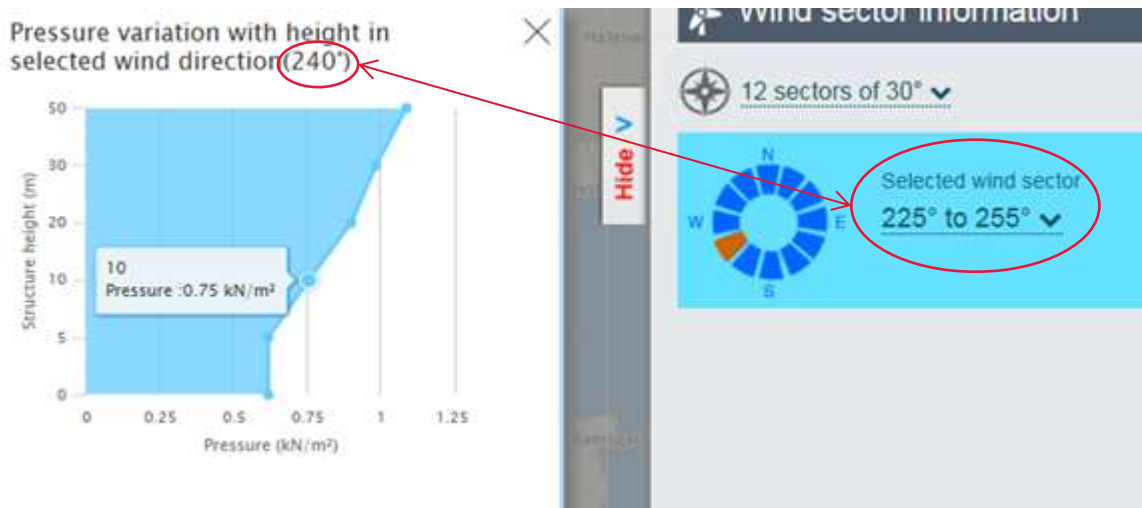 Pressure variation with height in
selected wind direction(240°)
50
30
20
10
5
0
Structure height (m)
10
Pressure :0.75 kN/m²
0 0.25 0.5 0.75 1 1.25
Pressure (kN/m²)
Hide >
Wind sector information
12 sectors of 30°
N
W E
S
Selected wind sector
225° to 255°